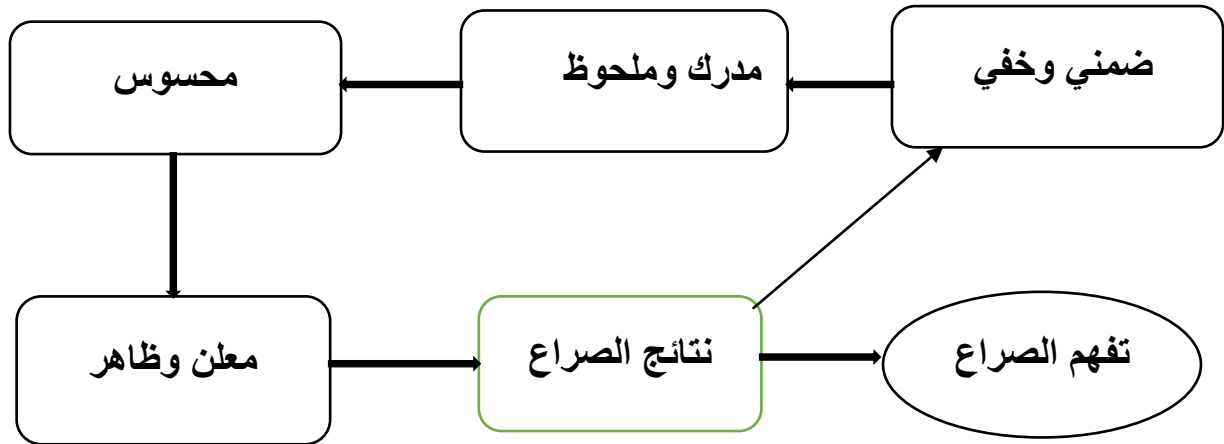 ضمني وخفي
مدرك وملحوظ
محسوس
معلن وظاهر
نتائج الصراع
تفهم الصراع